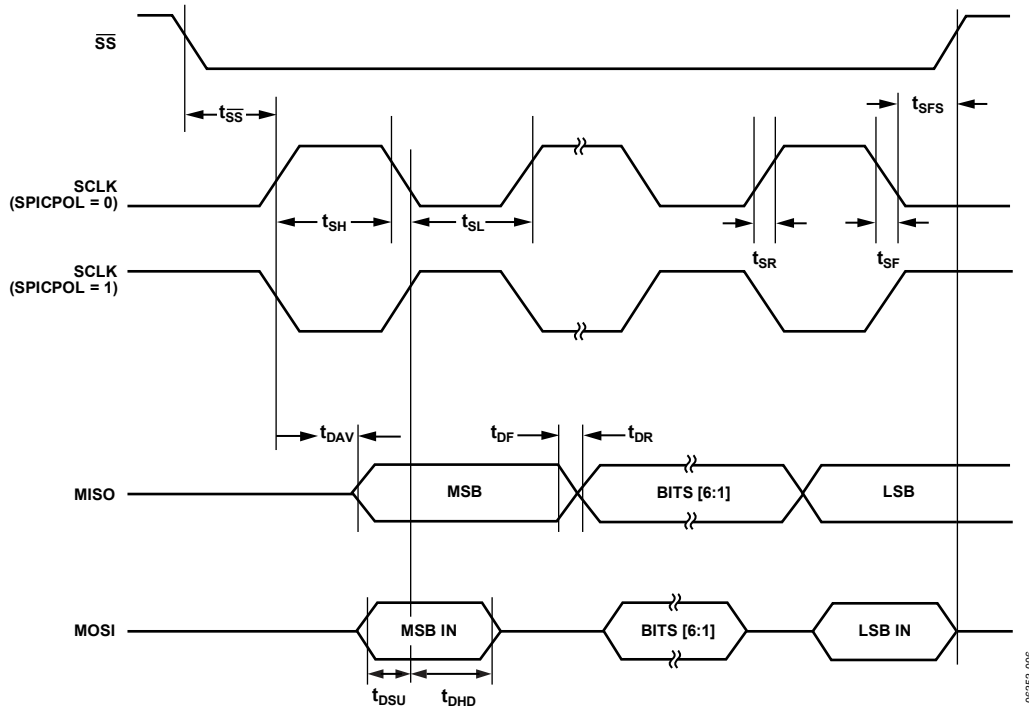 SS
tSS
tSFS
SCLK
(SPICPOL = 0)
tSH
tSL
tSR
tSF
SCLK
(SPICPOL = 1)
tDAV
tDF
tDR
MISO
MSB
BITS [6:1]
LSB
MOSI
MSB IN
BITS [6:1]
LSB IN
tDSU
tDHD